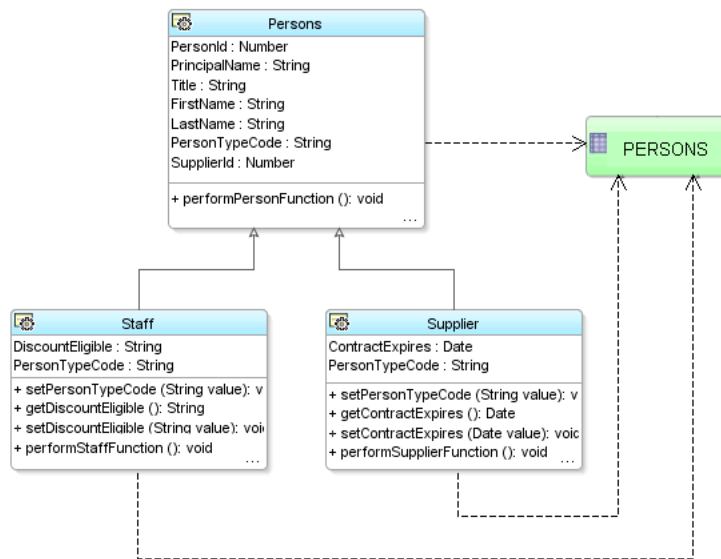 Persons
PersonId : Number
PrincipalName : String
Title : String
FirstName : String
LastName : String
PersonTypeCode : String
SupplierId : Number
+ performPersonFunction (): void
...
PERSONS
Staff
DiscountEligible : String
PersonTypeCode : String
+ setPersonTypeCode (String value): v
+ getDiscountEligible (): String
+ setDiscountEligible (String value): voi
+ performStaffFunction (): void
...
Supplier
ContractExpires : Date
PersonTypeCode : String
+ setPersonTypeCode (String value): v
+ getContractExpires (): Date
+ setContractExpires (Date value): void
+ performSupplierFunction (): void
...